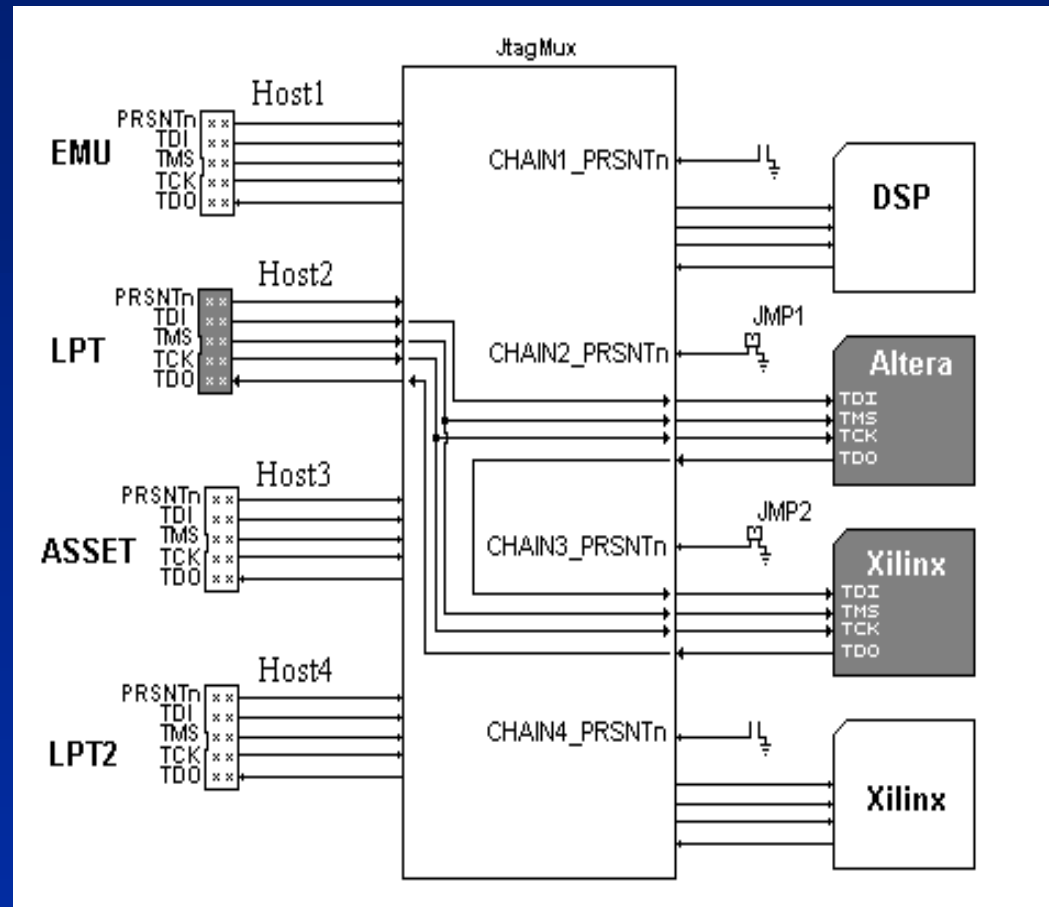 JtagMux
Host1
EMU
PRSNTn
TDI
TMS
TCK
TDO
CHAIN1_PRSNTn
DSP
Host2
LPT
PRSNTn
TDI
TMS
TCK
TDO
CHAIN2_PRSNTn
JMP1
Altera
TDI
TMS
TCK
TDO
Host3
ASSET
PRSNTn
TDI
TMS
TCK
TDO
CHAIN3_PRSNTn
JMP2
Xilinx
TDI
TMS
TCK
TDO
Host4
LPT2
PRSNTn
TDI
TMS
TCK
TDO
CHAIN4_PRSNTn
Xilinx